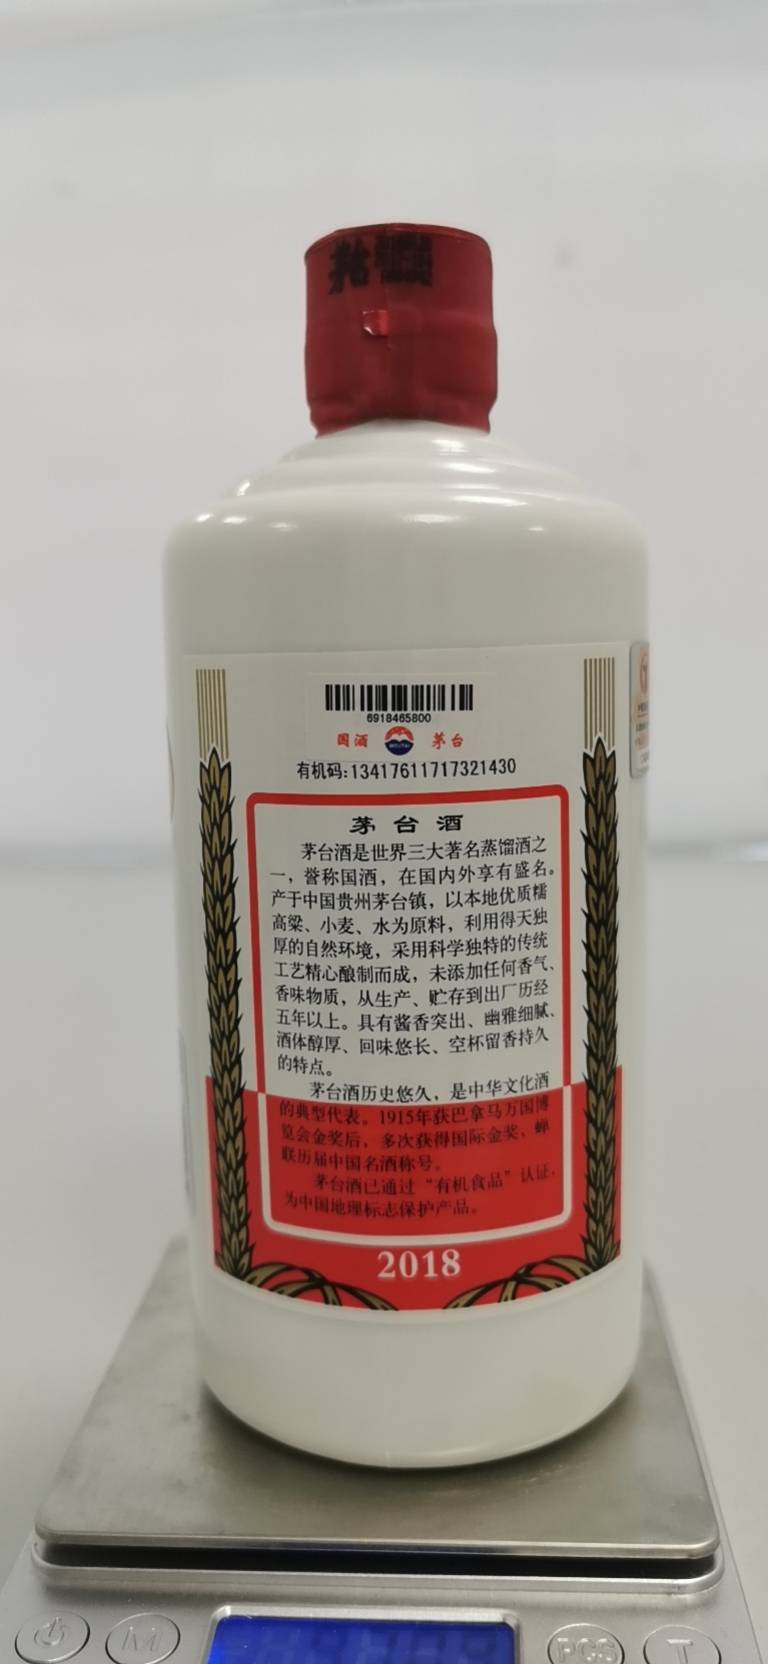 6918465800
国酒 MOUTAI 茅台
有机码:13417611717321430
茅台酒
茅台酒是世界三大著名蒸馏酒之
一，誉称国酒，在国内外享有盛名。
产于中国贵州茅台镇，以本地优质糯
高粱、小麦、水为原料，利用得天独
厚的自然环境，采用科学独特的传统
工艺精心酿制而成，未添加任何香气、
香味物质，从生产、贮存到出厂历经
五年以上。具有酱香突出、幽雅细腻、
酒体醇厚、回味悠长、空杯留香持久
的特点。
茅台酒历史悠久，是中华文化酒
的典型代表。1915年获巴拿马万国博
览会金奖后，多次获得国际金奖，蝉
联历届中国名酒称号。
茅台酒已通过“有机食品”认证，
为中国地理标志保护产品。
2018
M
PCS
T